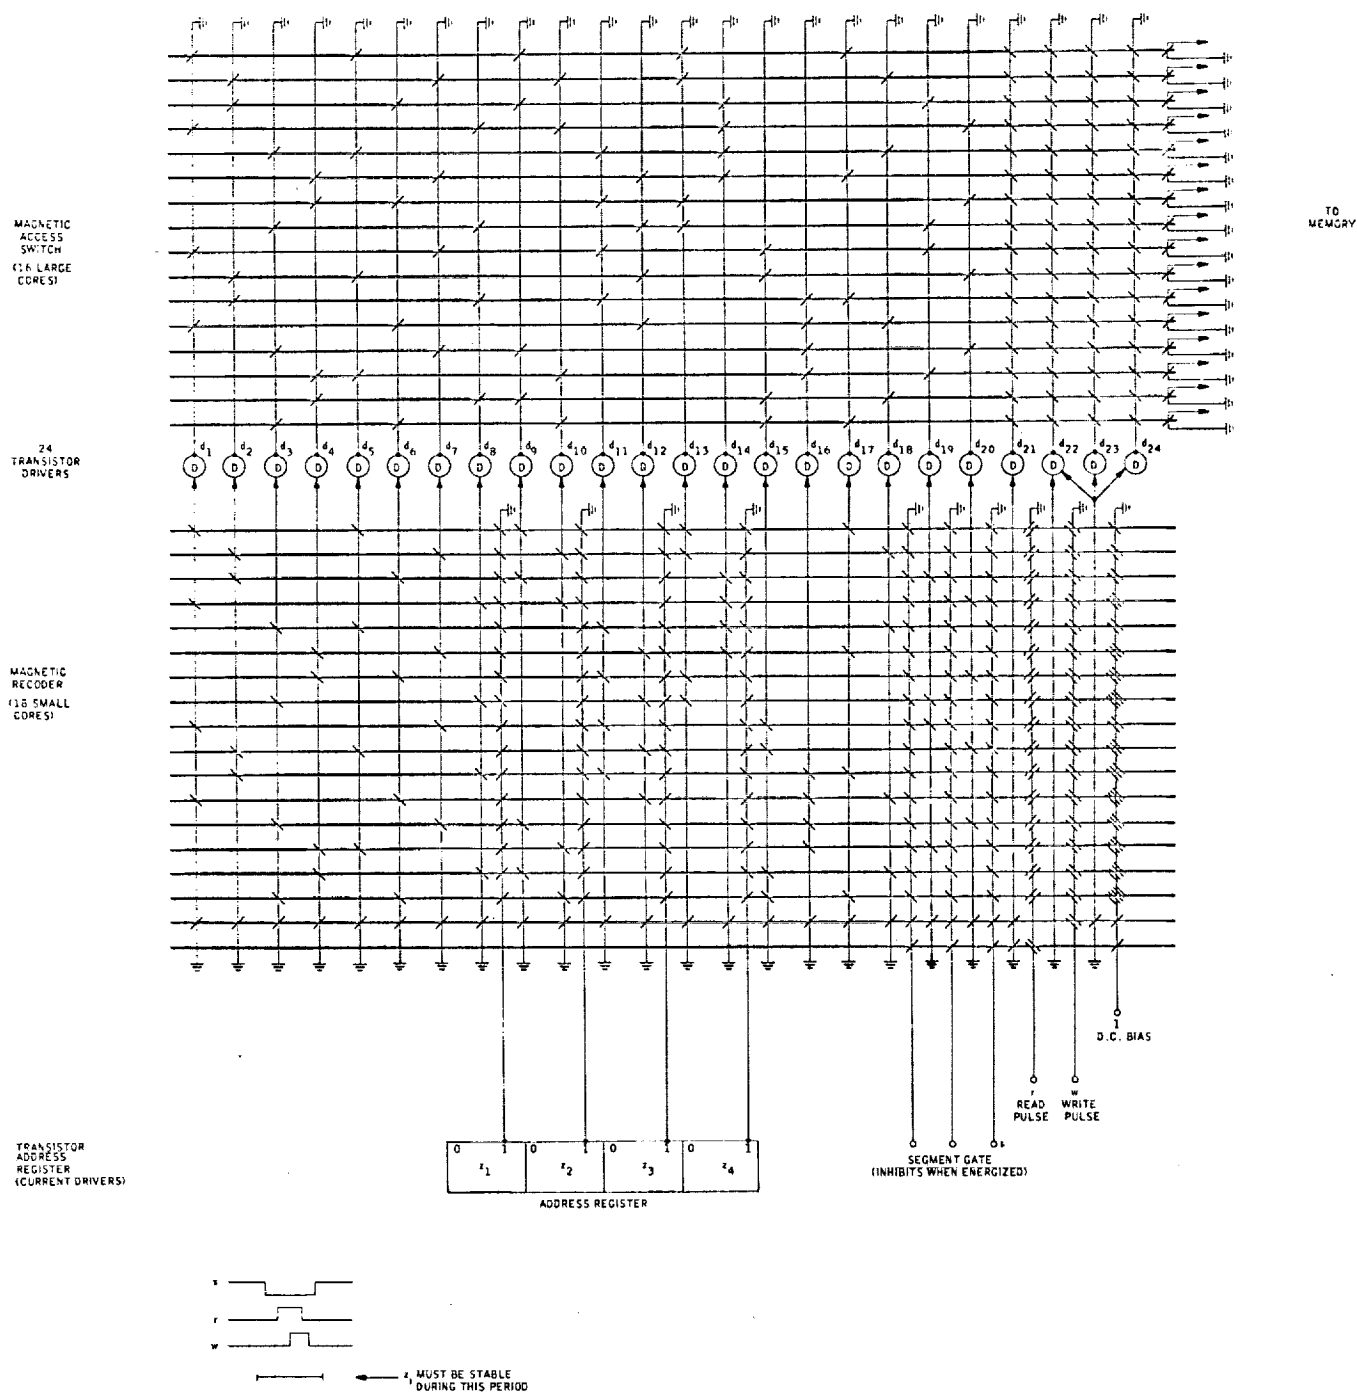 MAGNETIC
ACCESS
SWITCH
(16 LARGE
CORES)
TO
MEMORY
24
TRANSISTOR
DRIVERS
d1 d2 d3 d4 d5 d6 d7 d8 d9 d10 d11 d12 d13 d14 d15 d16 d17 d18 d19 d20 d21 d22 d23 d24
D D D D D D D D D D D D D D D D D D D D D D D D
MAGNETIC
RECODER
(18 SMALL
CORES)
1
D.C. BIAS
r w
READ WRITE
PULSE PULSE
TRANSISTOR
ADDRESS
REGISTER
(CURRENT DRIVERS)
0 1 0 1 0 1 0 1
z1 z2 z3 z4
ADDRESS REGISTER
SEGMENT GATE
(INHIBITS WHEN ENERGIZED)
r
w
MUST BE STABLE
DURING THIS PERIOD